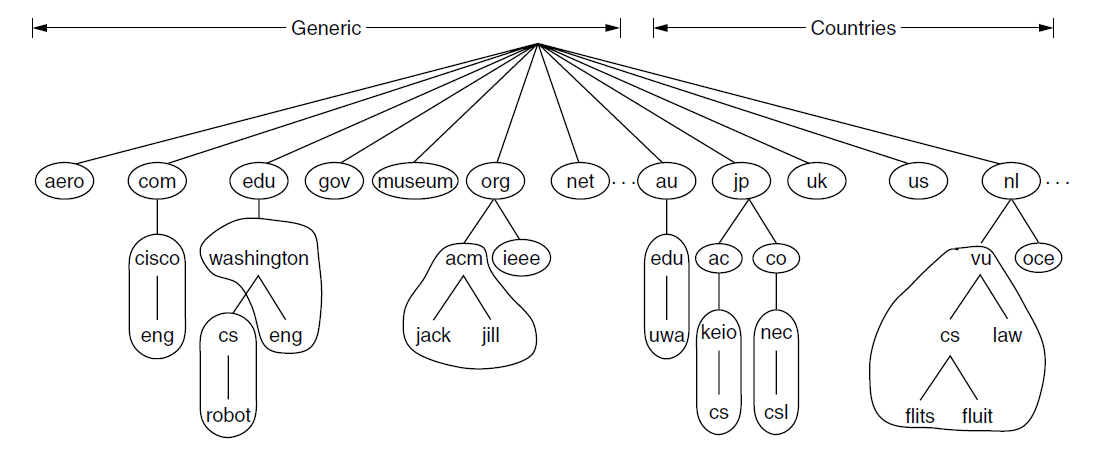 Generic Countries
aero com edu gov museum org net ... au jp uk us nl ...
cisco washington acm ieee edu ac co vu oce
eng cs eng jack jill uwa keio nec cs law
robot cs csl flits fluit